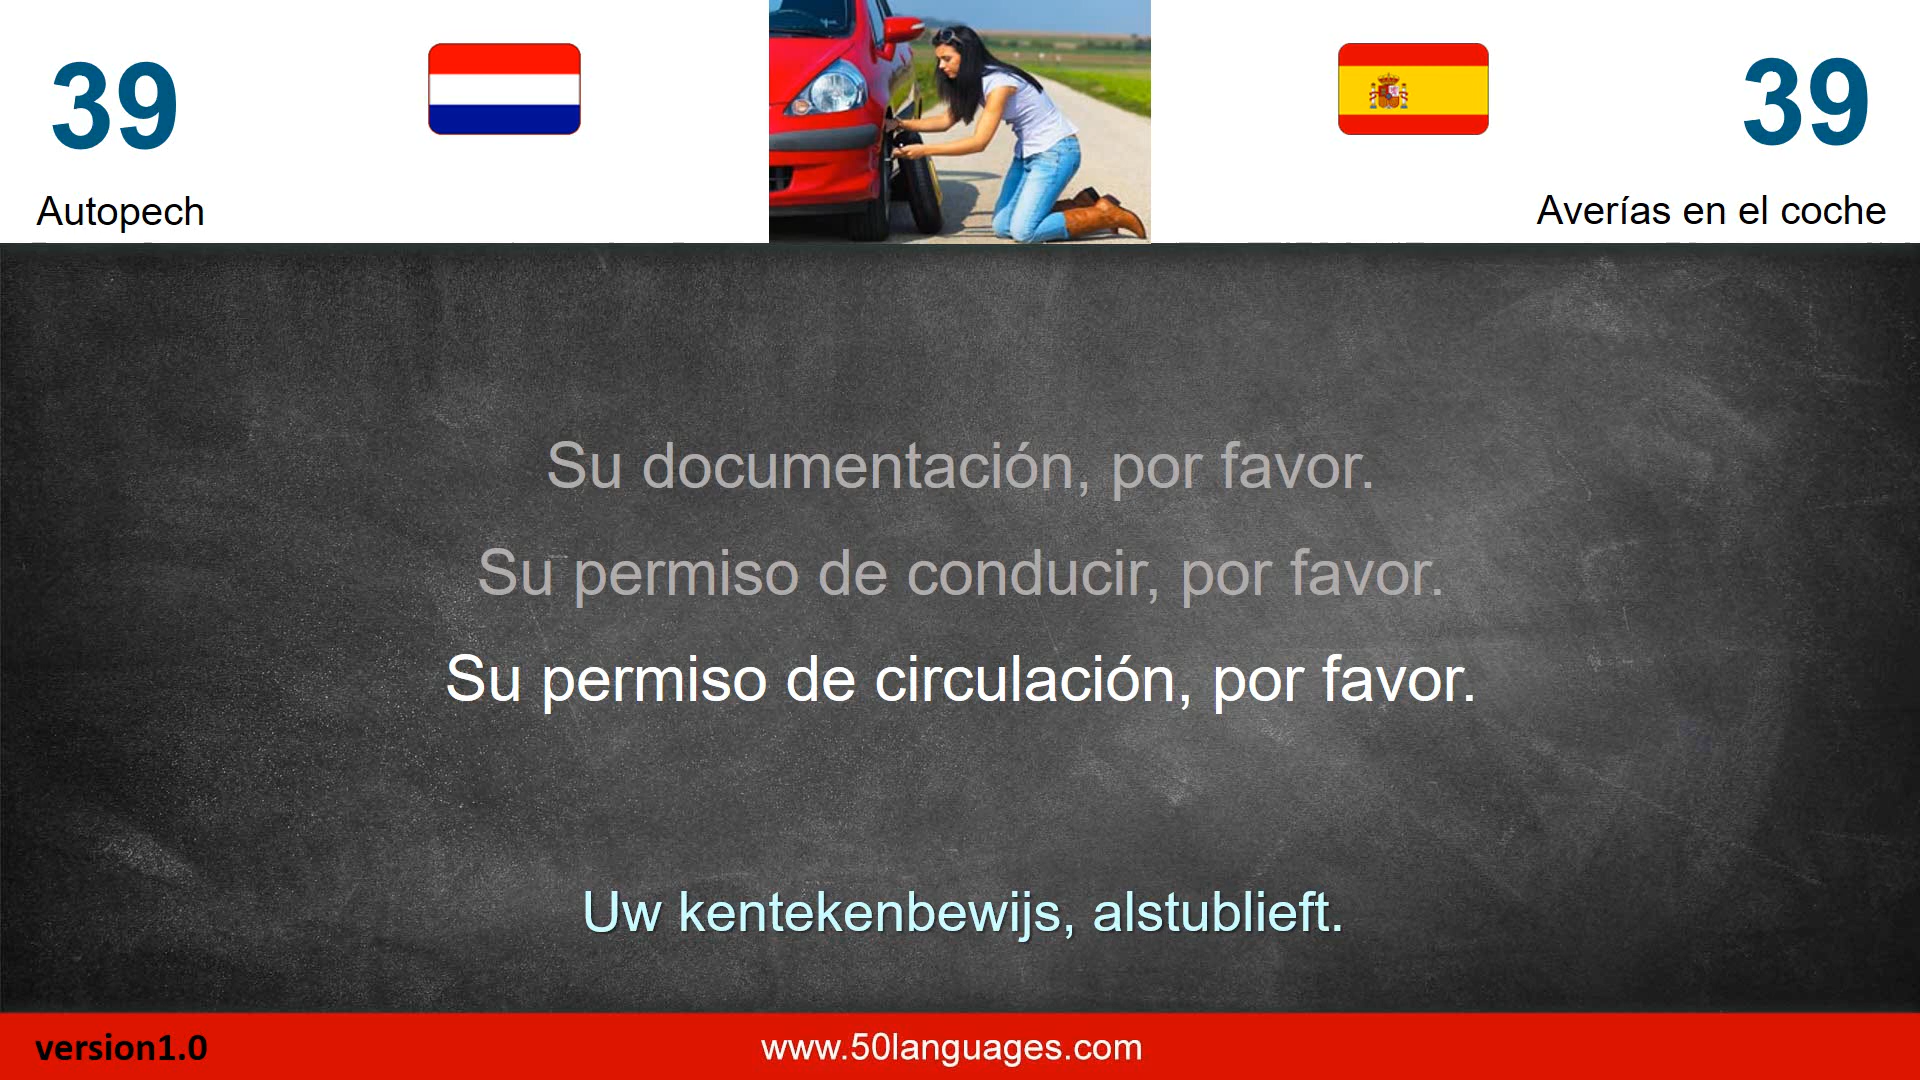 39
39
Autopech
Averías en el coche
Su documentación, por favor.
Su permiso de conducir, por favor.
Su permiso de circulación, por favor.
Uw kentekenbewijs, alstublieft.
version1.0
www.50languages.com